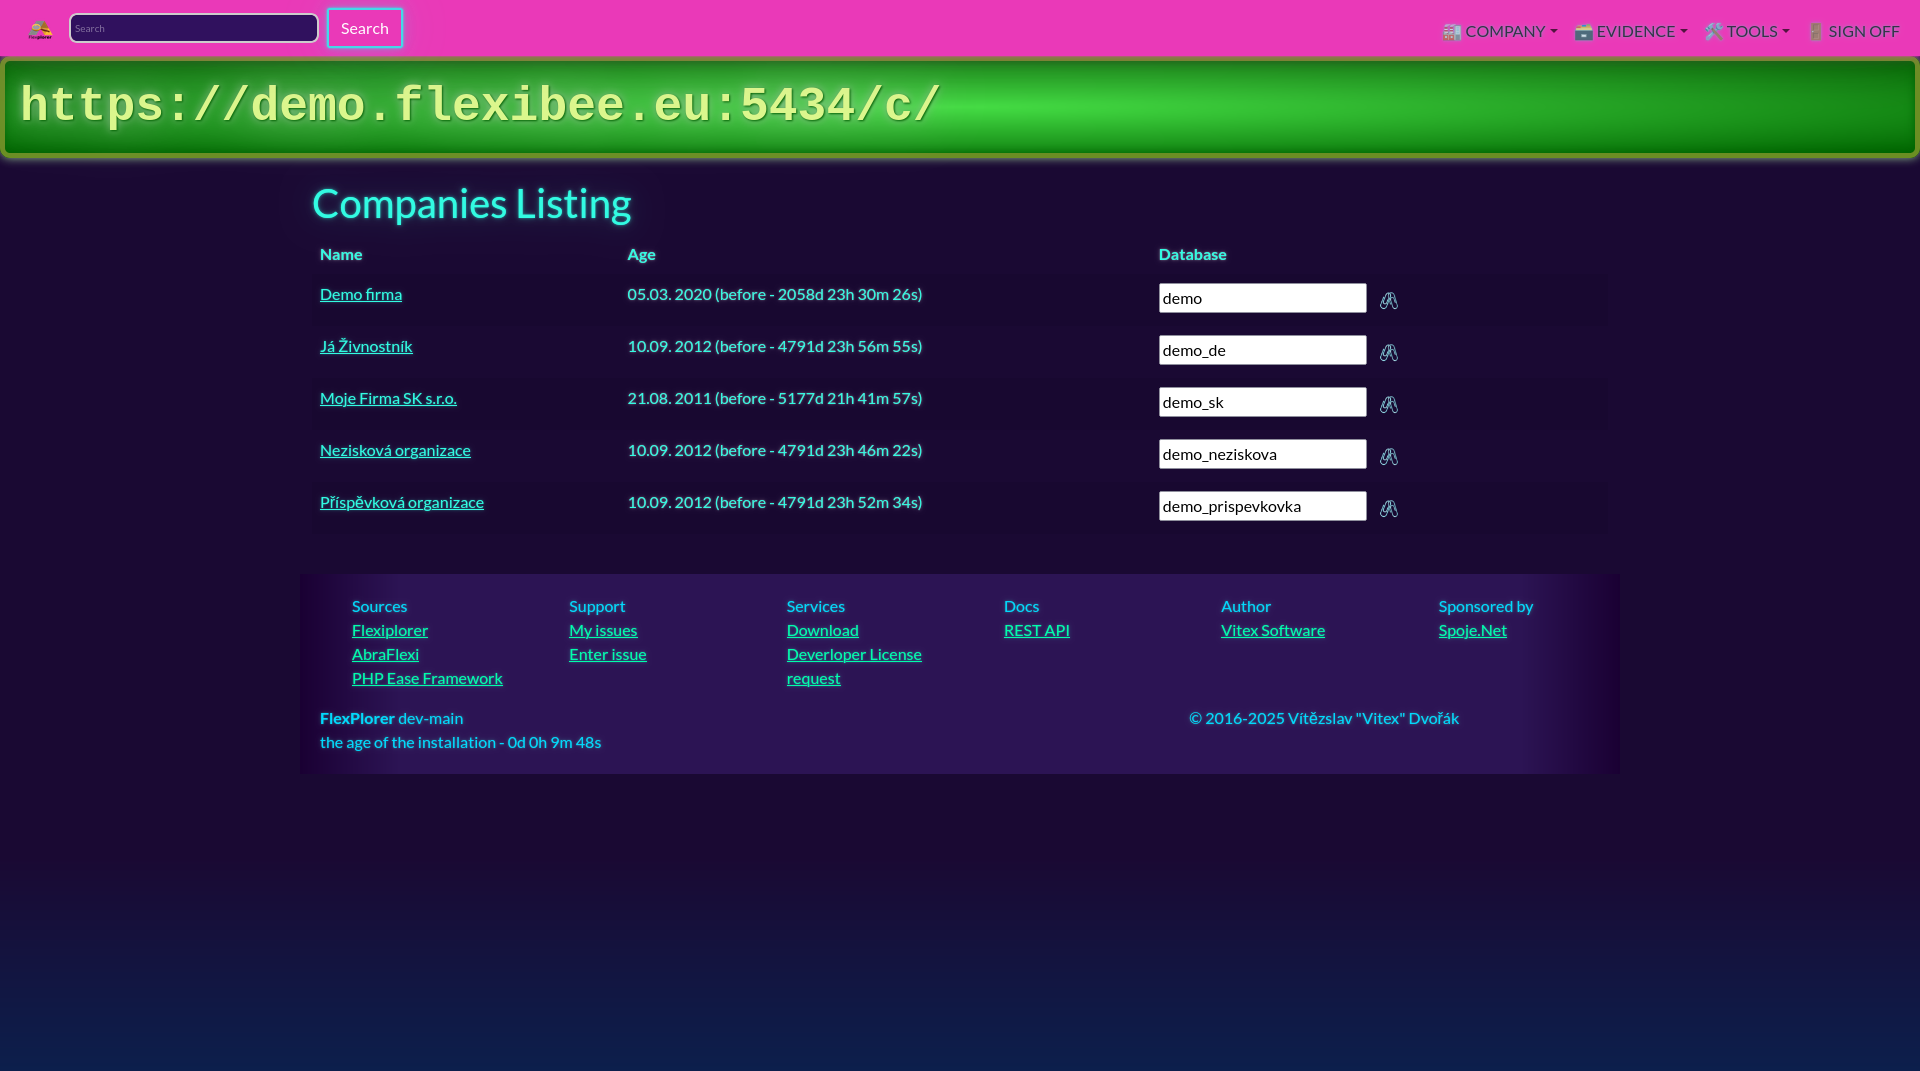 Search
Search
COMPANY
EVIDENCE
TOOLS
SIGN OFF
https://demo.flexibee.eu:5434/c/
Companies Listing
Name Age Database
Demo firma 05.03. 2020 (before - 2058d 23h 30m 26s) demo
Já Živnostník 10.09. 2012 (before - 4791d 23h 56m 55s) demo_de
Moje Firma SK s.r.o. 21.08. 2011 (before - 5177d 21h 41m 57s) demo_sk
Nezisková organizace 10.09. 2012 (before - 4791d 23h 46m 22s) demo_neziskova
Příspěvková organizace 10.09. 2012 (before - 4791d 23h 52m 34s) demo_prispevkovka
Sources
Flexiplorer
AbraFlexi
PHP Ease Framework
Support
My issues
Enter issue
Services
Download
Deverloper License
request
Docs
REST API
Author
Vitex Software
Sponsored by
Spoje.Net
FlexPlorer dev-main
the age of the installation - 0d 0h 9m 48s
© 2016-2025 Vítězslav "Vitex" Dvořák